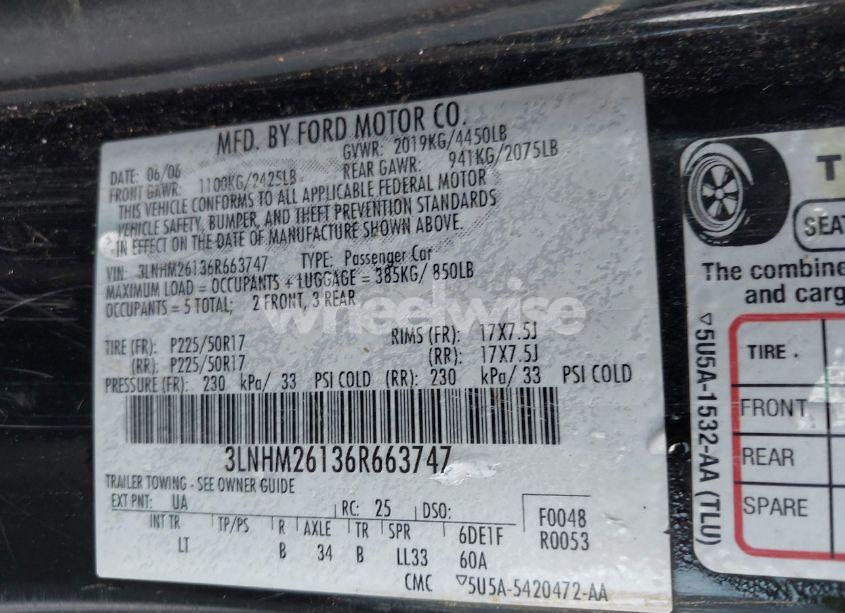 MFD. BY FORD MOTOR CO.
DATE: 06/06 GVWR: 2019KG/4450LB
FRONT GAWR: 1100KG/2425LB REAR GAWR: 941KG/2075LB
THIS VEHICLE CONFORMS TO ALL APPLICABLE FEDERAL MOTOR
VEHICLE SAFETY, BUMPER, AND THEFT PREVENTION STANDARDS
IN EFFECT ON THE DATE OF MANUFACTURE SHOWN ABOVE.
VIN: 3LNHM26136R663747 TYPE: Passenger Car
MAXIMUM LOAD = OCCUPANTS + LUGGAGE = 385KG/ 850LB
OCCUPANTS = 5 TOTAL; 2 FRONT, 3 REAR
wheelwise
TIRE (FR): P225/50R17 RIMS (FR): 17X7.5J
(RR): P225/50R17 (RR): 17X7.5J
PRESSURE (FR): 230 kPa/ 33 PSI COLD (RR): 230 kPa/ 33 PSI COLD
3LNHM26136R663747
TRAILER TOWING - SEE OWNER GUIDE
EXT PNT: UA RC: 25 DSO: F0048
INT TR TP/PS R AXLE TR SPR 6DE1F R0053
LT B 34 B LL33 60A
CMC ▽5U5A-5420472-AA
T
SEAT
The combine
and carg
TIRE
FRONT
REAR
SPARE
▽5U5A-1532-AA (TLU)